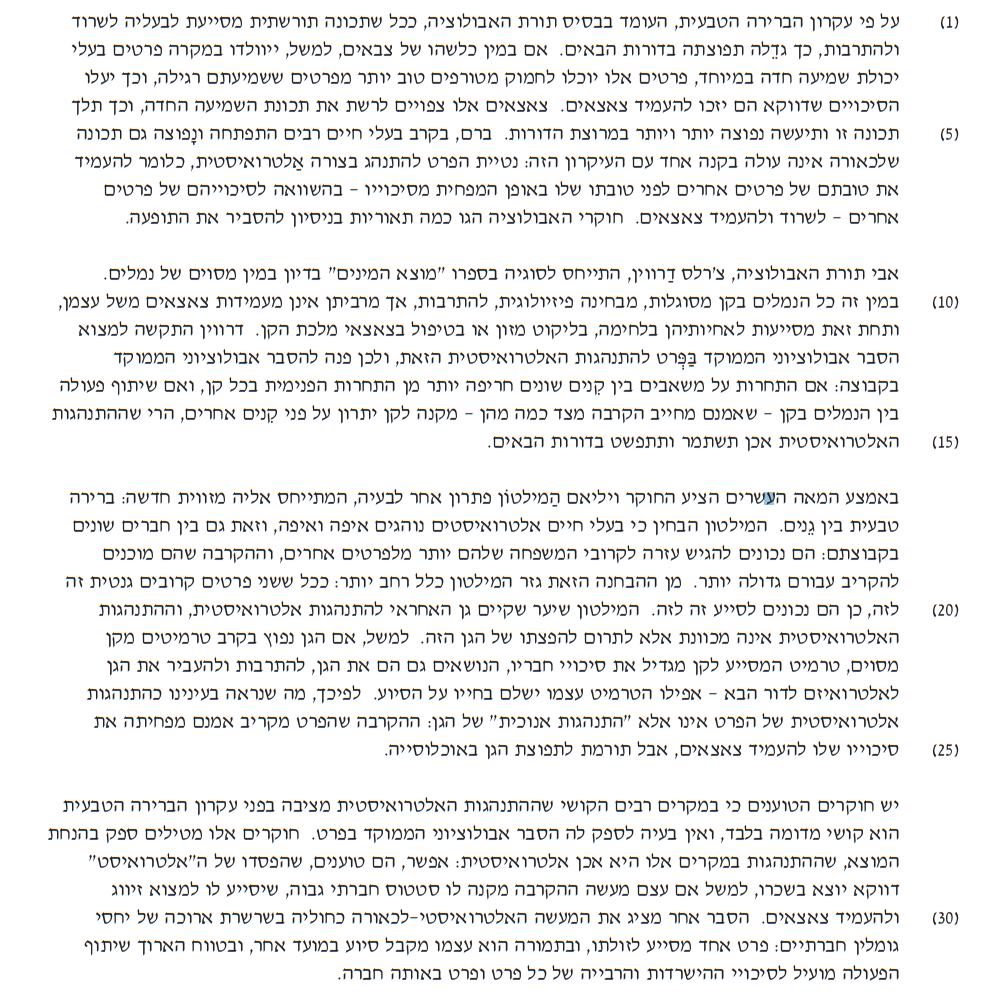 (1) על פי עקרון הברירה הטבעית, העומד בבסיס תורת האבולוציה, ככל שתכונה תורשתית מסייעת לבעליה לשרוד
ולהתרבות, כך גדֵלה תפוצתה בדורות הבאים. אם במין כלשהו של צבאים, למשל, ייוולדו במקרה פרטים בעלי
יכולת שמיעה חדה במיוחד, פרטים אלו יוכלו לחמוק מטורפים טוב יותר מפרטים ששמיעתם רגילה, וכך יעלו
הסיכויים שדווקא הם יזכו להעמיד צאצאים. צאצאים אלו צפויים לרשת את תכונת השמיעה החדה, וכך תלך
(5) תכונה זו ותיעשה נפוצה יותר ויותר במרוצת הדורות. ברם, בקרב בעלי חיים רבים התפתחה ונָפוצה גם תכונה
שלכאורה אינה עולה בקנה אחד עם העיקרון הזה: נטיית הפרט להתנהג בצורה אַלטרואיסטית, כלומר להעמיד
את טובתם של פרטים אחרים לפני טובתו שלו באופן המפחית מסיכוייו – בהשוואה לסיכוייהם של פרטים
אחרים – לשרוד ולהעמיד צאצאים. חוקרי האבולוציה הגו כמה תאוריות בניסיון להסביר את התופעה.
אבי תורת האבולוציה, צ'רלס דַרווין, התייחס לסוגיה בספרו "מוצא המינים" בדיון במין מסוים של נמלים.
(10) במין זה כל הנמלים בקן מסוגלות, מבחינה פיזיולוגית, להתרבות, אך מרביתן אינן מעמידות צאצאים משל עצמן,
ותחת זאת מסייעות לאחיותיהן בלחימה, בליקוט מזון או בטיפול בצאצאי מלכת הקן. דרווין התקשה למצוא
הסבר אבולוציוני הממוקד בַּפְּרט להתנהגות האלטרואיסטית הזאת, ולכן פנה להסבר אבולוציוני הממוקד
בקבוצה: אם התחרות על משאבים בין קִנים שונים חריפה יותר מן התחרות הפנימית בכל קן, ואם שיתוף פעולה
בין הנמלים בקן – שאמנם מחייב הקרבה מצד כמה מהן – מקנה לקן יתרון על פני קִנים אחרים, הרי שההתנהגות
(15) האלטרואיסטית אכן תשתמר ותתפשט בדורות הבאים.
באמצע המאה העשרים הציע החוקר ויליאם הַמילטוֹן פתרון אחר לבעיה, המתייחס אליה מזווית חדשה: ברירה
טבעית בין גֵנים. המילטון הבחין כי בעלי חיים אלטרואיסטים נוהגים איפה ואיפה, וזאת גם בין חברים שונים
בקבוצתם: הם נכונים להגיש עזרה לקרובי המשפחה שלהם יותר מלפרטים אחרים, וההקרבה שהם מוכנים
להקריב עבורם גדולה יותר. מן ההבחנה הזאת גזר המילטון כלל רחב יותר: ככל ששני פרטים קרובים גנטית זה
(20) לזה, כן הם נכונים לסייע זה לזה. המילטון שיער שקיים גן האחראי להתנהגות אלטרואיסטית, וההתנהגות
האלטרואיסטית אינה מכוונת אלא לתרום להפצתו של הגן הזה. למשל, אם הגן נפוץ בקרב טרמיטים מקן
מסוים, טרמיט המסייע לקן מגדיל את סיכויי חבריו, הנושאים גם הם את הגן, להתרבות ולהעביר את הגן
לאלטרואיזם לדור הבא – אפילו הטרמיט עצמו ישלם בחייו על הסיוע. לפיכך, מה שנראה בעינינו כהתנהגות
אלטרואיסטית של הפרט אינו אלא "התנהגות אנוכית" של הגן: ההקרבה שהפרט מקריב אמנם מפחיתה את
(25) סיכוייו שלו להעמיד צאצאים, אבל תורמת לתפוצת הגן באוכלוסייה.
יש חוקרים הטוענים כי במקרים רבים הקושי שההתנהגות האלטרואיסטית מציבה בפני עקרון הברירה הטבעית
הוא קושי מדומה בלבד, ואין בעיה לספק לה הסבר אבולוציוני הממוקד בפרט. חוקרים אלו מטילים ספק בהנחת
המוצא, שההתנהגות במקרים אלו היא אכן אלטרואיסטית: אפשר, הם טוענים, שהפסדו של ה"אלטרואיסט"
דווקא יוצא בשכרו, למשל אם עצם מעשה ההקרבה מקנה לו סטטוס חברתי גבוה, שיסייע לו למצוא זיווג
(30) ולהעמיד צאצאים. הסבר אחר מציג את המעשה האלטרואיסטי-לכאורה כחוליה בשרשרת ארוכה של יחסי
גומלין חברתיים: פרט אחד מסייע לזולתו, ובתמורה הוא עצמו מקבל סיוע במועד אחר, ובטווח הארוך שיתוף
הפעולה מועיל לסיכויי ההישרדות והרבייה של כל פרט ופרט באותה חברה.